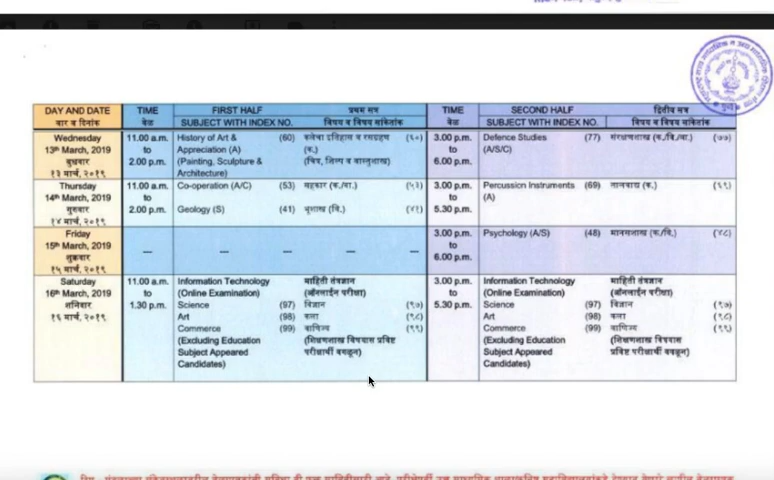 DAY AND DATE
वार व दिनांक
TIME
वेळ
FIRST HALF
प्रथम सत्र
SUBJECT WITH INDEX NO.
विषय व विषय सांकेतांक
TIME
वेळ
SECOND HALF
द्वितीय सत्र
SUBJECT WITH INDEX NO.
विषय व विषय सांकेतांक
Wednesday
13th March, 2019
बुधवार
१३ मार्च, २०१९
11.00 a.m.
to
2.00 p.m.
History of Art & (60)
Appreciation (A)
(Painting, Sculpture &
Architecture)
कलेचा इतिहास व रसग्रहण (६०)
(क.)
(चित्र, शिल्प व वास्तुशास्त्र)
3.00 p.m.
to
6.00 p.m.
Defence Studies (77)
(A/S/C)
संरक्षणशास्त्र (क./वि./वा.) (७७)
Thursday
14th March, 2019
गुरुवार
१४ मार्च, २०१९
11.00 a.m.
to
2.00 p.m.
Co-operation (A/C) (53)
Geology (S) (41)
सहकार (क./वा.) (५३)
भूशास्त्र (वि.) (४१)
3.00 p.m.
to
5.30 p.m.
Percussion Instruments (69)
(A)
तालवाद्य (क.) (६९)
Friday
15th March, 2019
शुक्रवार
१५ मार्च, २०१९
— — — — —
3.00 p.m.
to
6.00 p.m.
Psychology (A/S) (48)
मानसशास्त्र (क/वि.) (४८)
Saturday
16th March, 2019
शनिवार
१६ मार्च, २०१९
11.00 a.m.
to
1.30 p.m.
Information Technology
(Online Examination)
Science (97)
Art (98)
Commerce (99)
(Excluding Education
Subject Appeared
Candidates)
माहिती तंत्रज्ञान
(ऑनलाईन परीक्षा)
विज्ञान (९७)
कला (९८)
वाणिज्य (९९)
(शिक्षणशास्त्र विषयास प्रविष्ट
परीक्षार्थी वगळून)
3.00 p.m.
to
5.30 p.m.
Information Technology
(Online Examination)
Science (97)
Art (98)
Commerce (99)
(Excluding Education
Subject Appeared
Candidates)
माहिती तंत्रज्ञान
(ऑनलाईन परीक्षा)
विज्ञान (९७)
कला (९८)
वाणिज्य (९९)
(शिक्षणशास्त्र विषयास
प्रविष्ट परीक्षार्थी वगळून)